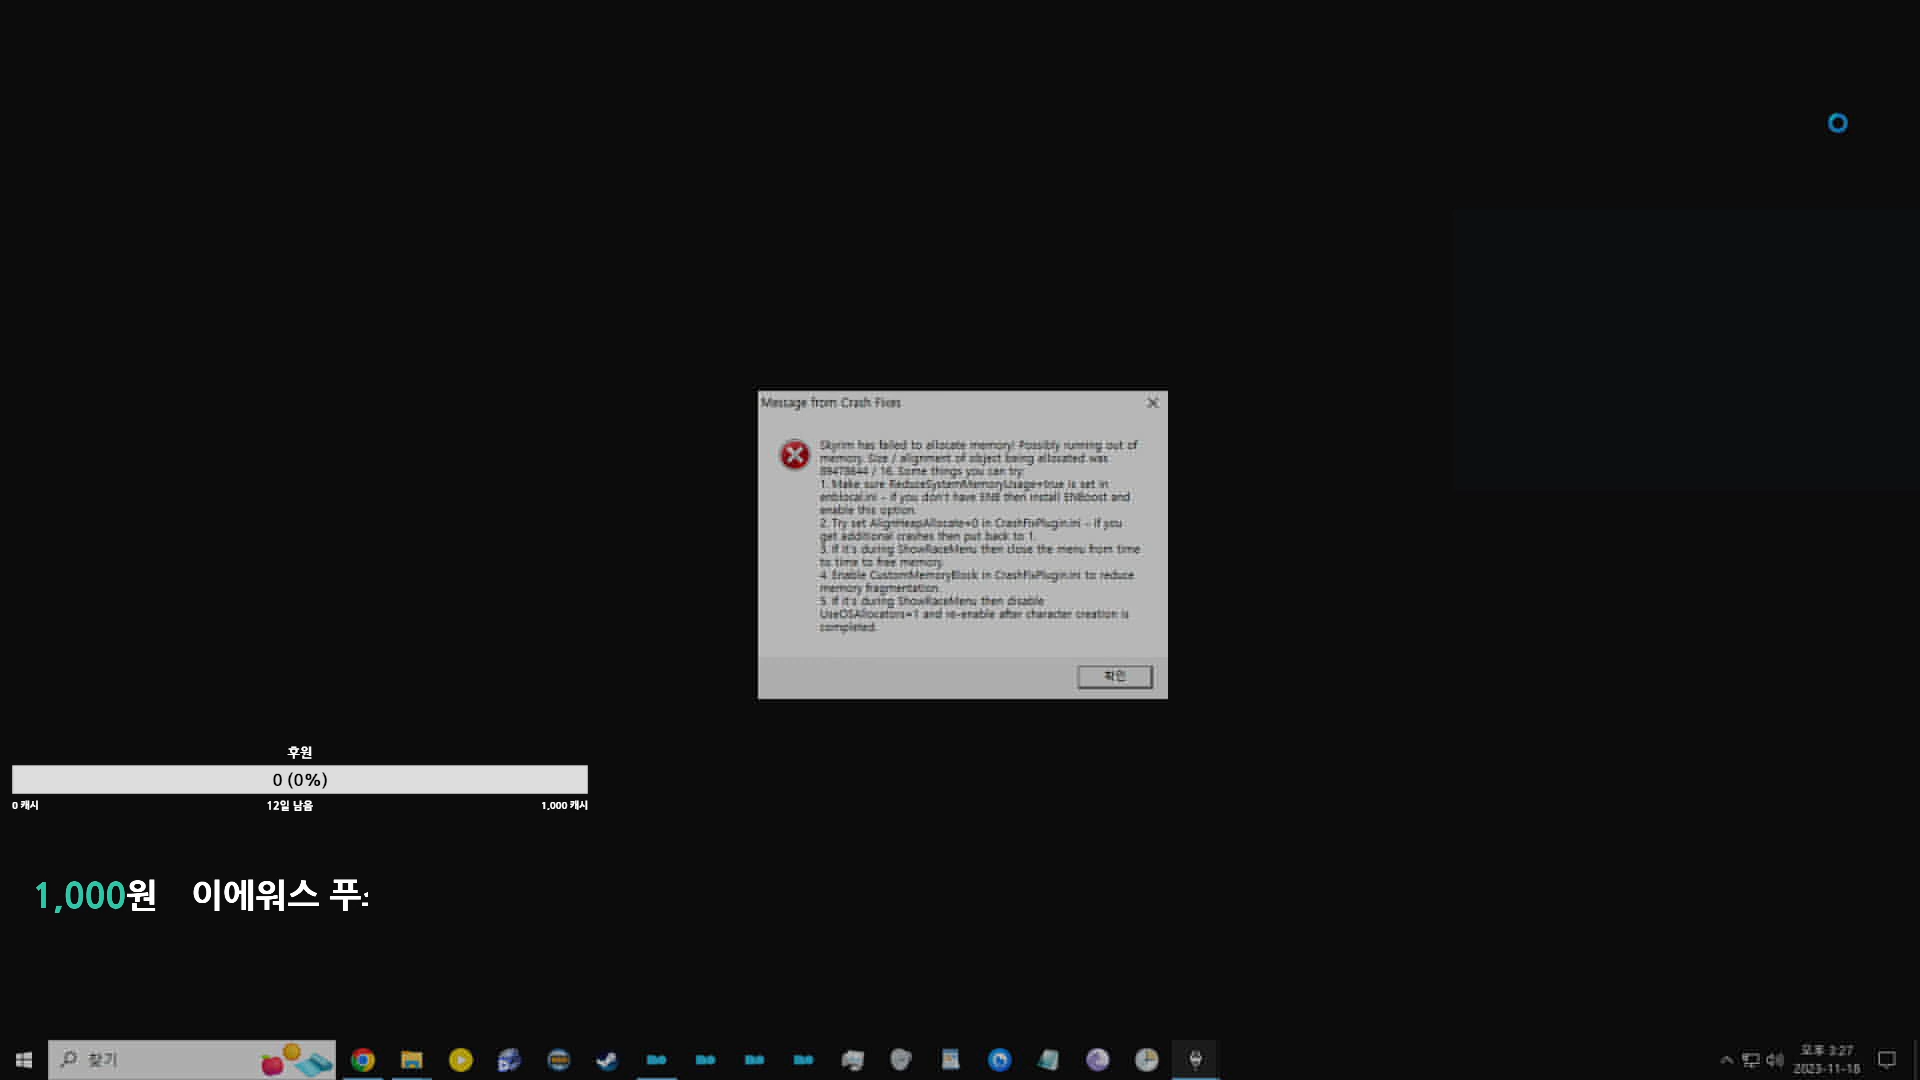 Message from Crash Fixes
Skyrim has failed to allocate memory! Possibly running out of
memory. Size / alignment of object being allocated was
89478644 / 16. Some things you can try:
1. Make sure ReduceSystemMemoryUsage=true is set in
enblocal.ini - if you don't have ENB then install ENBoost and
enable this option.
2. Try set AlignHeapAllocate=0 in CrashFixPlugin.ini - if you
get additional crashes then put back to 1.
3. If it's during ShowRaceMenu then close the menu from time
to time to free memory.
4. Enable CustomMemoryBlock in CrashFixPlugin.ini to reduce
memory fragmentation.
5. If it's during ShowRaceMenu then disable
UseOSAllocators=1 and re-enable after character creation is
completed.
확인
후원
0 (0%)
0 캐시 12일 남음 1,000 캐시
1,000원 이에워스
찾기
오후 3:27
2023-11-18